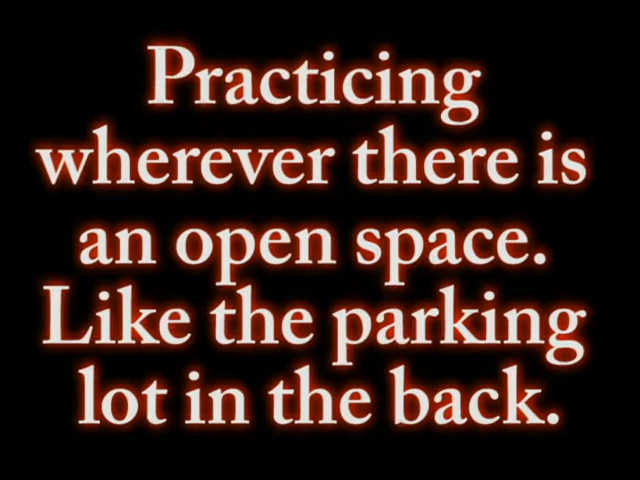 Practicing
wherever there is
an open space.
Like the parking
lot in the back.